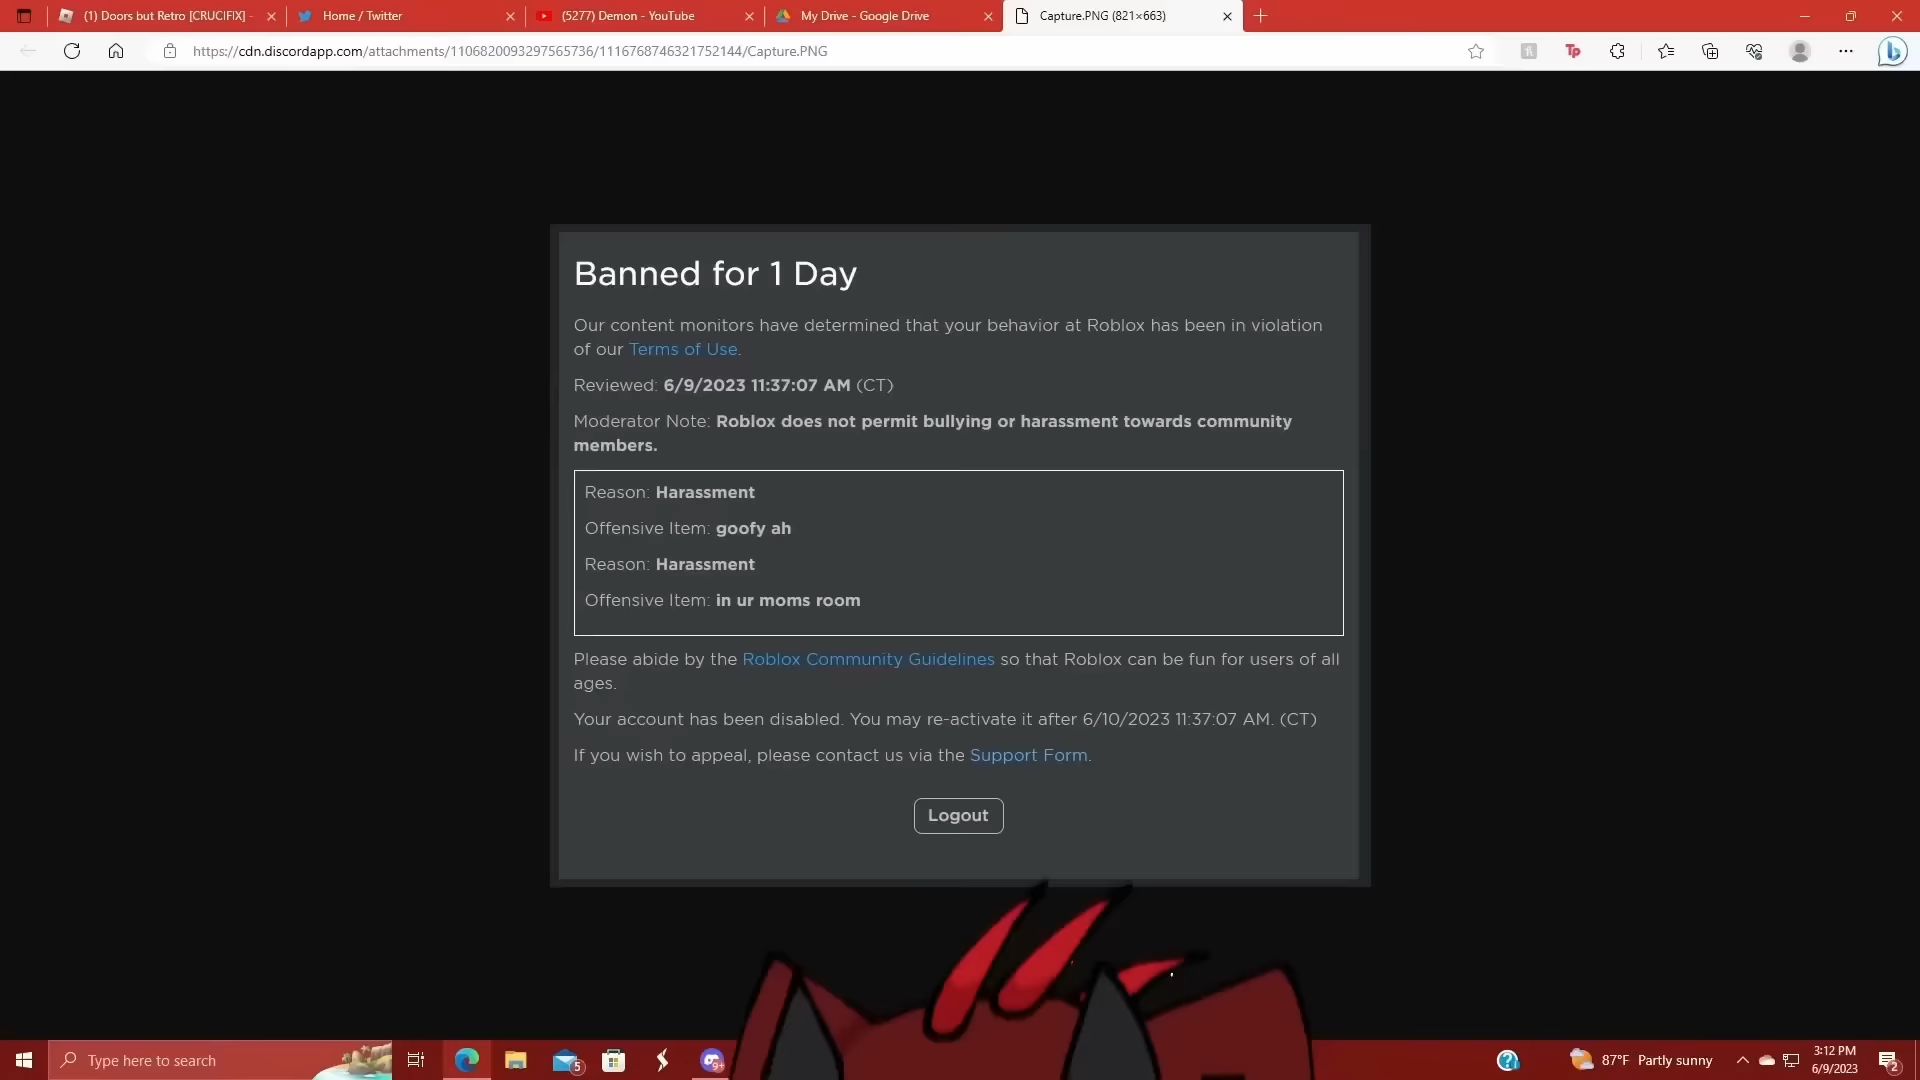 (1) Doors but Retro [CRUCIFIX] -
Home / Twitter
(5277) Demon - YouTube
My Drive - Google Drive
Capture.PNG (821×663)
https://cdn.discordapp.com/attachments/1106820093297565736/1116768746321752144/Capture.PNG
Banned for 1 Day
Our content monitors have determined that your behavior at Roblox has been in violation
of our Terms of Use.
Reviewed: 6/9/2023 11:37:07 AM (CT)
Moderator Note: Roblox does not permit bullying or harassment towards community
members.
Reason: Harassment
Offensive Item: goofy ah
Reason: Harassment
Offensive Item: in ur moms room
Please abide by the Roblox Community Guidelines so that Roblox can be fun for users of all
ages.
Your account has been disabled. You may re-activate it after 6/10/2023 11:37:07 AM. (CT)
If you wish to appeal, please contact us via the Support Form.
Logout
Type here to search
5
9+
87°F Partly sunny
3:12 PM
6/9/2023
2